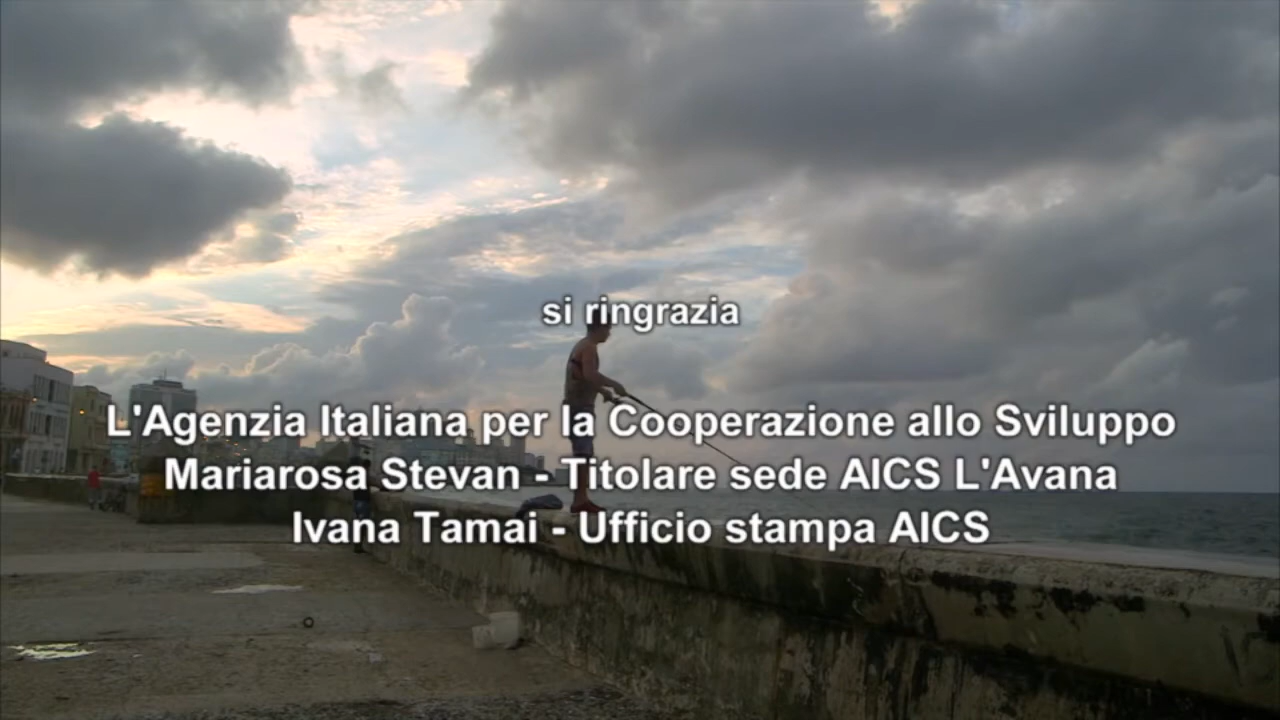 si ringrazia
L'Agenzia Italiana per la Cooperazione allo Sviluppo
Mariarosa Stevan - Titolare sede AICS L'Avana
Ivana Tamai - Ufficio stampa AICS